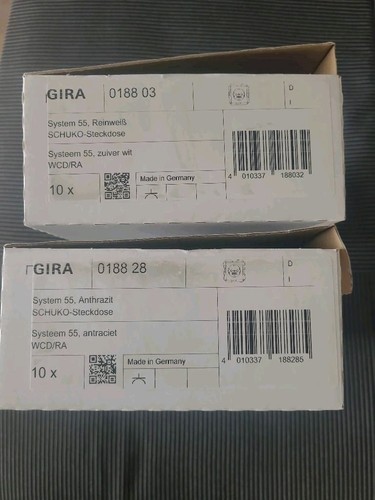 GIRA
0188 03
D
I
System 55, Reinweiß
SCHUKO-Steckdose
Systeem 55, zuiver wit
WCD/RA
10 x
Made in Germany
4 010337 188032
GIRA
0188 28
D
I
System 55, Anthrazit
SCHUKO-Steckdose
Systeem 55, antraciet
WCD/RA
10 x
Made in Germany
4 010337 188285